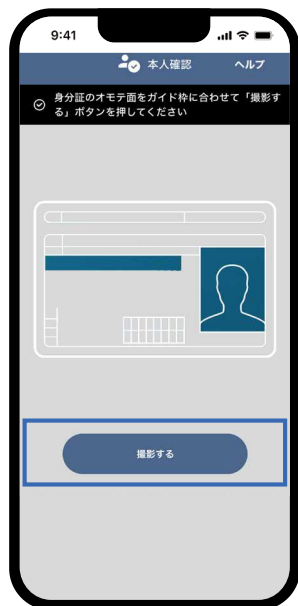 9:41
本人確認 ヘルプ
身分証のオモテ面をガイド枠に合わせて「撮影す
る」ボタンを押してください
撮影する